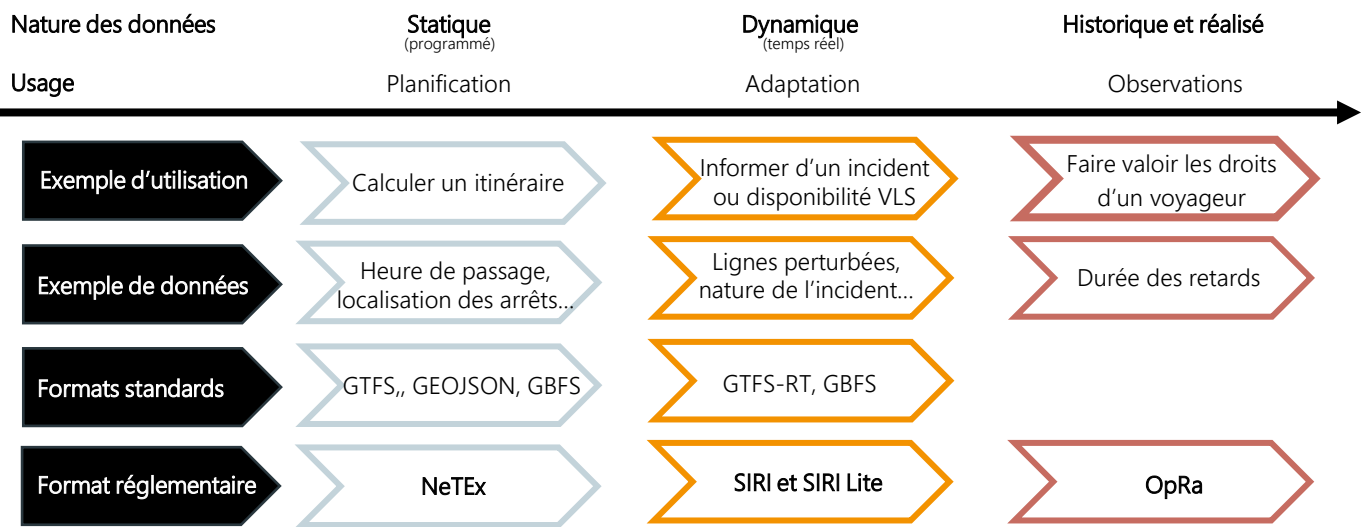 Nature des données
Statique
(programmé)
Dynamique
(temps réel)
Historique et réalisé
Usage
Planification
Adaptation
Observations
Exemple d’utilisation
Calculer un itinéraire
Informer d’un incident
ou disponibilité VLS
Faire valoir les droits
d’un voyageur
Exemple de données
Heure de passage,
localisation des arrêts…
Lignes perturbées,
nature de l’incident…
Durée des retards
Formats standards
GTFS,, GEOJSON, GBFS
GTFS-RT, GBFS
Format réglementaire
NeTEx
SIRI et SIRI Lite
OpRa